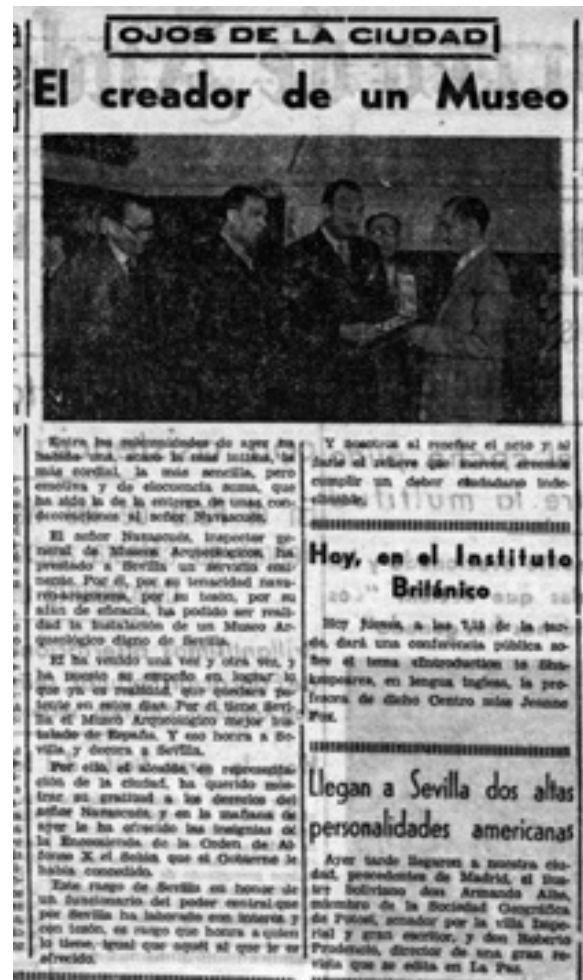 OJOS DE LA CIUDAD
El creador de un Museo
Entre las solemnidades de ayer ha
habido una, acaso la más íntima, la
más cordial, la más sencilla, pero
emotiva y de elocuencia suma, que
ha sido la de la entrega de unas con-
decoraciones al señor Navascués.
El señor Navascués, inspector ge-
neral de Museos Arqueológicos, ha
prestado a Sevilla un servicio emi-
nente. Por él, por su tenacidad nava-
rro-aragonesa, por su tesón, por su
afán de eficacia, ha podido ser reali-
dad la instalación de un Museo Ar-
queológico digno de Sevilla.
El ha venido una vez y otra vez, y
ha puesto su empeño en lograr lo
que ya es realidad, que quedará pa-
tente en estos días. Por él tiene Sevi-
lla el Museo Arqueológico mejor ins-
talado de España. Y eso honra a Se-
villa y decora a Sevilla.
Por ello, el alcalde, en representa-
ción de la ciudad, ha querido mos-
trar su gratitud a los desvelos del
señor Navascués, y en la mañana de
ayer le ha ofrecido las insignias de
la Encomienda de la Orden de Al-
fonso X el Sabio que el Gobierno le
había concedido.
Este rasgo de Sevilla en honor de
un funcionario del poder central que
por Sevilla ha laborado con interés y
con tesón, es rasgo que honra a quien
lo tiene, igual que aquél al que le es
ofrecido.
Y nosotros al reseñar el acto y al
darle el relieve que merece, creemos
cumplir un deber ciudadano inde-
clinable.
Hoy, en el Instituto
Británico
Hoy jueves, a las 7,15 de la tar-
de, dará una conferencia pública so-
bre el tema «Introduction to Sha-
kespeare», en lengua inglesa, la pro-
fesora de dicho Centro miss Jeanne
Fox.
Llegan a Sevilla dos altas
personalidades americanas
Ayer tarde llegaron a nuestra ciu-
dad, procedentes de Madrid, el ilus-
tre boliviano don Armando Alba,
miembro de la Sociedad Geográfica
de Potosí, senador por la villa Impe-
rial y gran escritor, y don Roberto
Prudencio, director de una gran re-
vista que se edita en La Paz.